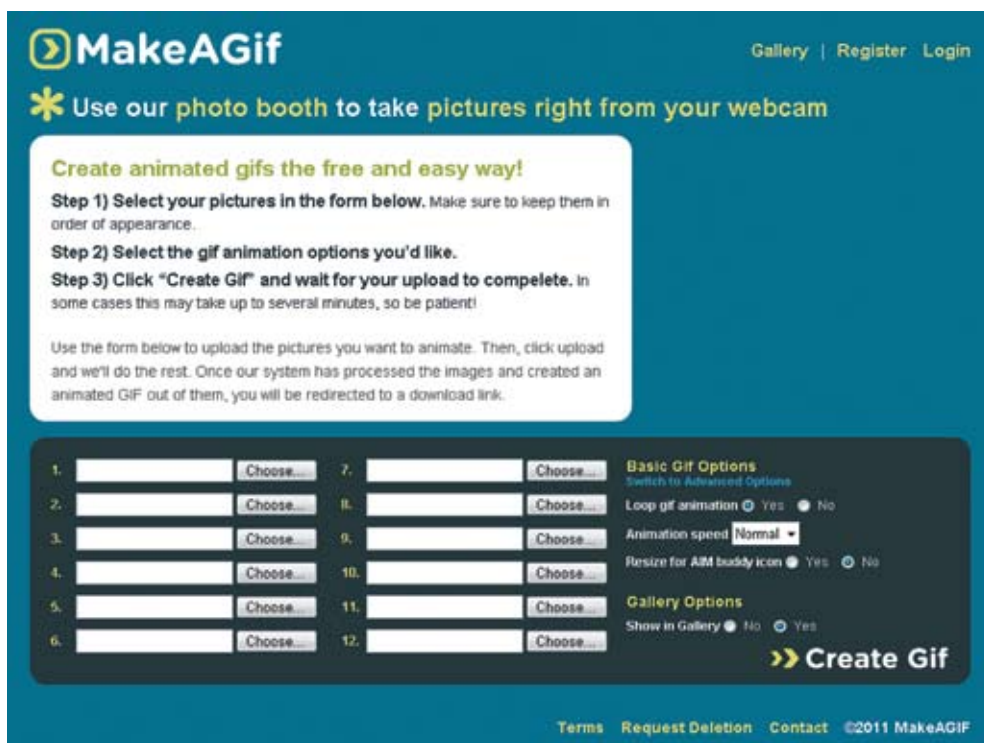 MakeAGif
Gallery | Register Login
Use our photo booth to take pictures right from your webcam
Create animated gifs the free and easy way!
Step 1) Select your pictures in the form below. Make sure to keep them in
order of appearance.
Step 2) Select the gif animation options you'd like.
Step 3) Click “Create Gif” and wait for your upload to compelete. In
some cases this may take up to several minutes, so be patient!
Use the form below to upload the pictures you want to animate. Then, click upload
and we'll do the rest. Once our system has processed the images and created an
animated GIF out of them, you will be redirected to a download link.
1. Choose... 7. Choose...
2. Choose... 8. Choose...
3. Choose... 9. Choose...
4. Choose... 10. Choose...
5. Choose... 11. Choose...
6. Choose... 12. Choose...
Basic Gif Options
Switch to Advanced Options
Loop gif animation Yes No
Animation speed Normal
Resize for AIM buddy icon Yes No
Gallery Options
Show in Gallery No Yes
Create Gif
Terms Request Deletion Contact ©2011 MakeAGIF